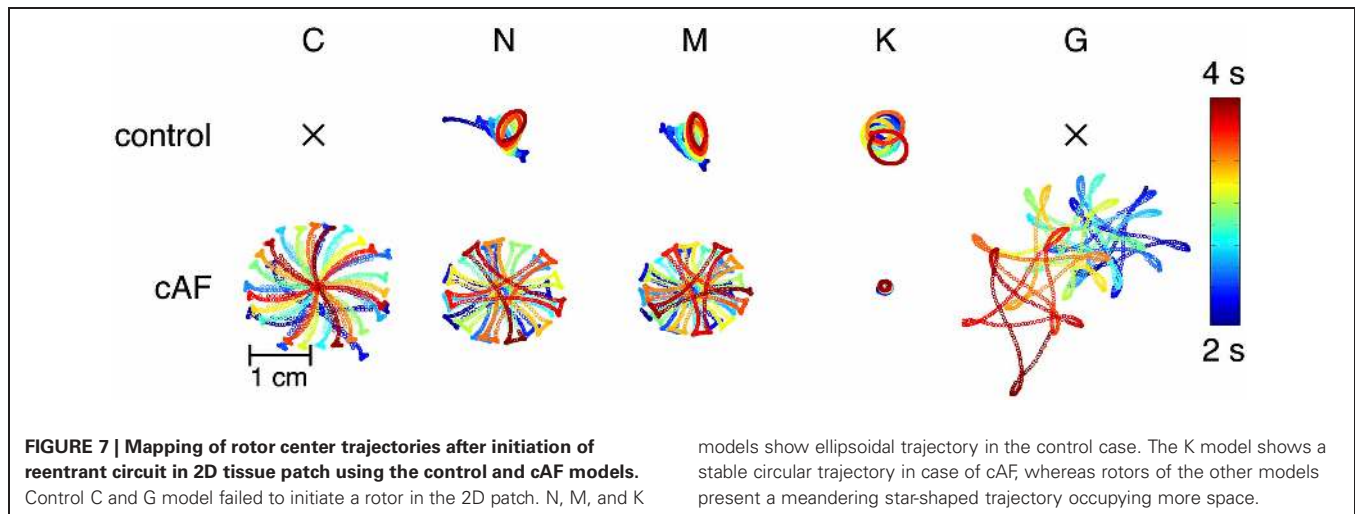 C N M K G
4 s
control × ×
cAF
1 cm
2 s
FIGURE 7 | Mapping of rotor center trajectories after initiation of
reentrant circuit in 2D tissue patch using the control and cAF models.
Control C and G model failed to initiate a rotor in the 2D patch. N, M, and K
models show ellipsoidal trajectory in the control case. The K model shows a
stable circular trajectory in case of cAF, whereas rotors of the other models
present a meandering star-shaped trajectory occupying more space.